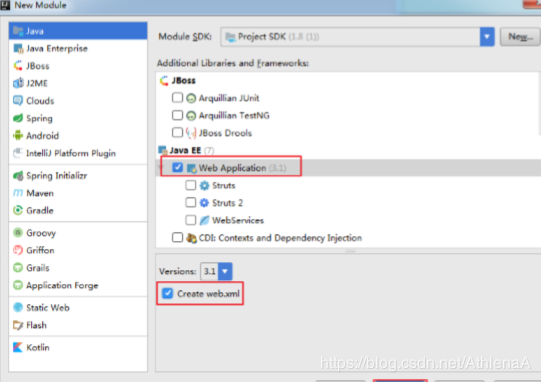 New Module
Java
Java Enterprise
JBoss
J2ME
Clouds
Spring
Android
IntelliJ Platform Plugin
Spring Initializr
Maven
Gradle
Groovy
Griffon
Grails
Application Forge
Static Web
Flash
Kotlin
Module SDK: Project SDK (1.8 (1)) New...
Additional Libraries and Frameworks:
JBoss
Arquillian JUnit
Arquillian TestNG
JBoss Drools
Java EE (7)
Web Application (3.1)
Struts
Struts 2
WebServices
CDI: Contexts and Dependency Injection
Versions: 3.1
Create web.xml
https://blog.csdn.net/AthlenaA